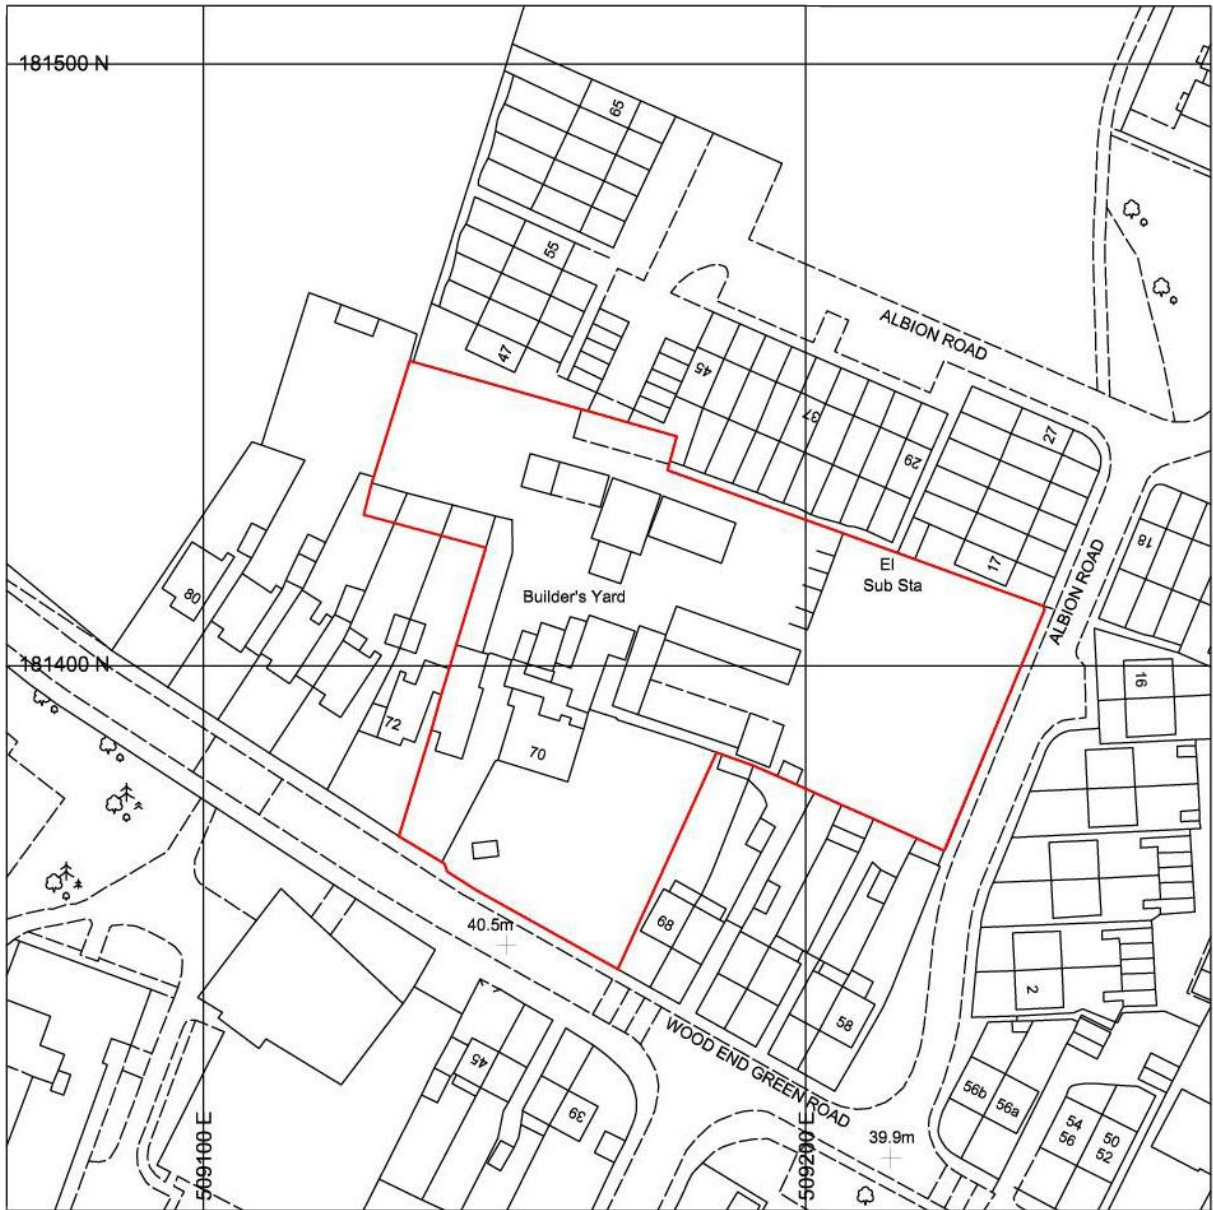 181500 N
65
55
ALBION ROAD
47
45
37
27
29
18
El
Sub Sta
17
Builder's Yard
80
ALBION ROAD
181400 N
16
72
70
68
40.5m
2
58
WOOD END GREEN ROAD
45
39
56b
56a
54
56
50
52
39.9m
509100 E
509200 E